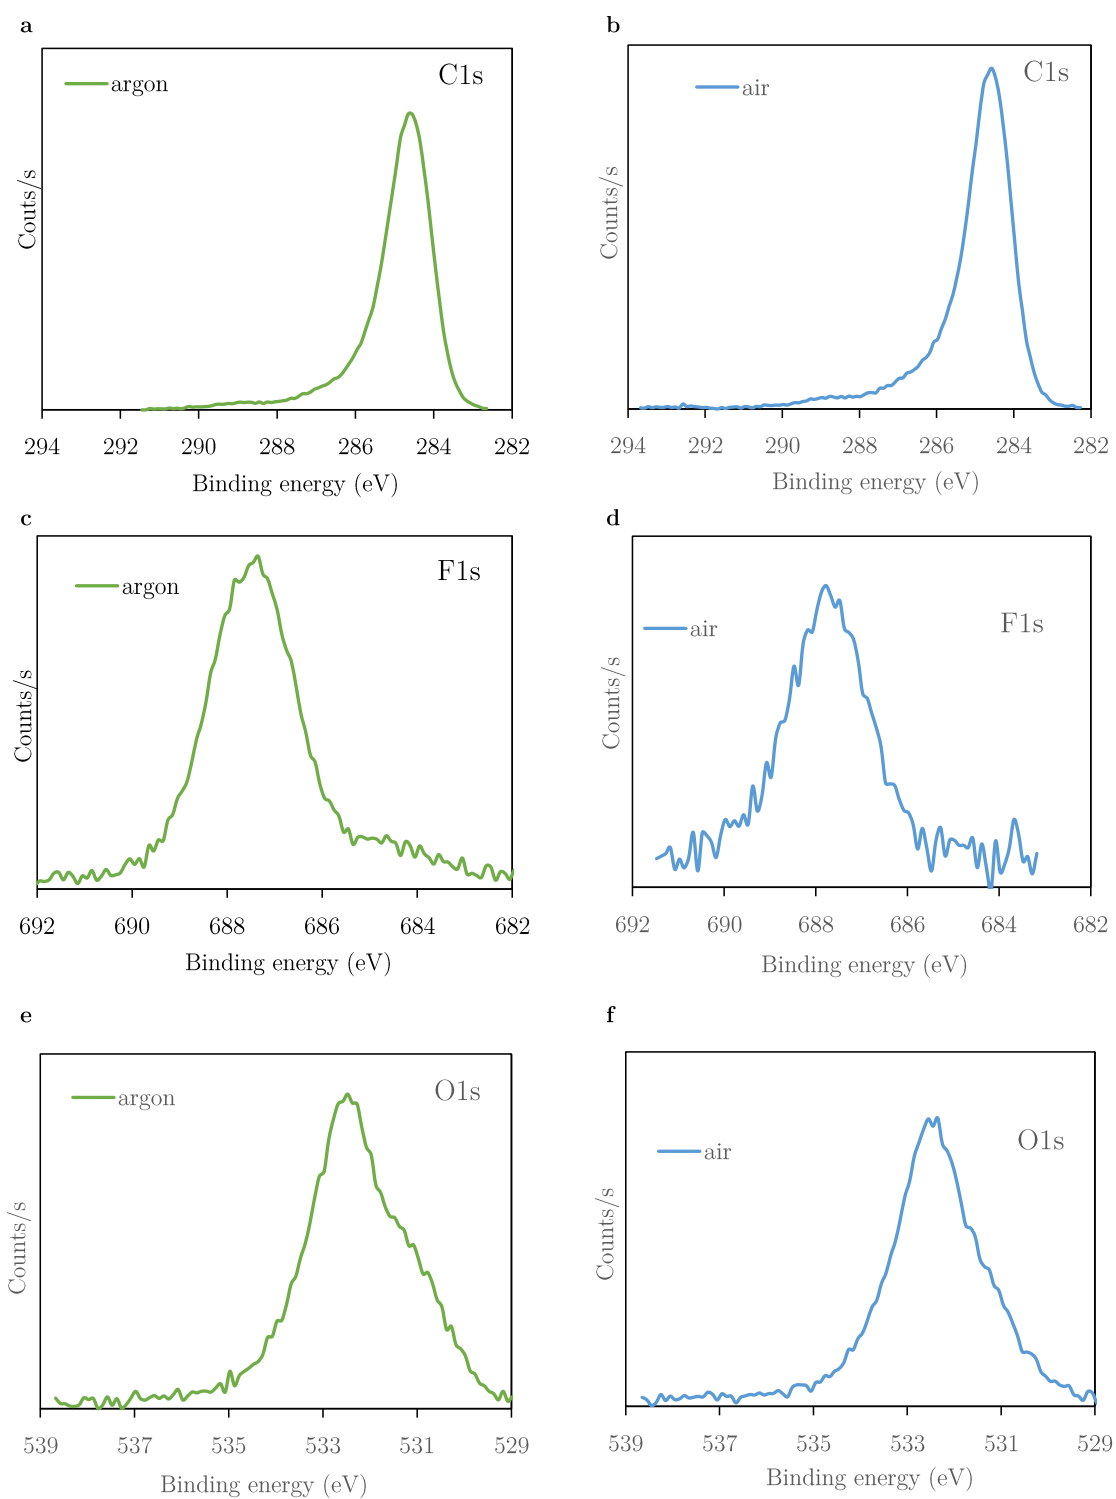 a
argon
C1s
Couts/s
294 292 290 288 286 284 282
Binding energy (eV)
b
air
C1s
Counts/s
294 292 290 288 286 284 282
Binding energy (eV)
c
argon
F1s
Counts/s
692 690 688 686 684 682
Binding energy (eV)
d
air
F1s
Counts/s
692 690 688 686 684 682
Binding energy (eV)
e
argon
O1s
Counts/s
539 537 535 533 531 529
Binding energy (eV)
f
air
O1s
Counts/s
539 537 535 533 531 529
Binding energy (eV)